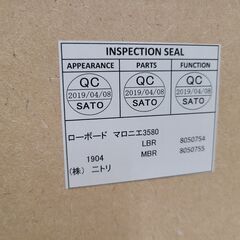 INSPECTION SEAL
APPEARANCE PARTS FUNCTION
QC QC QC
2019/04/08 2019/04/08 2019/04/08
SATO SATO SATO
ローボード マロニエ3580
LBR 8050754
1904 MBR 8050755
(株) ニトリ